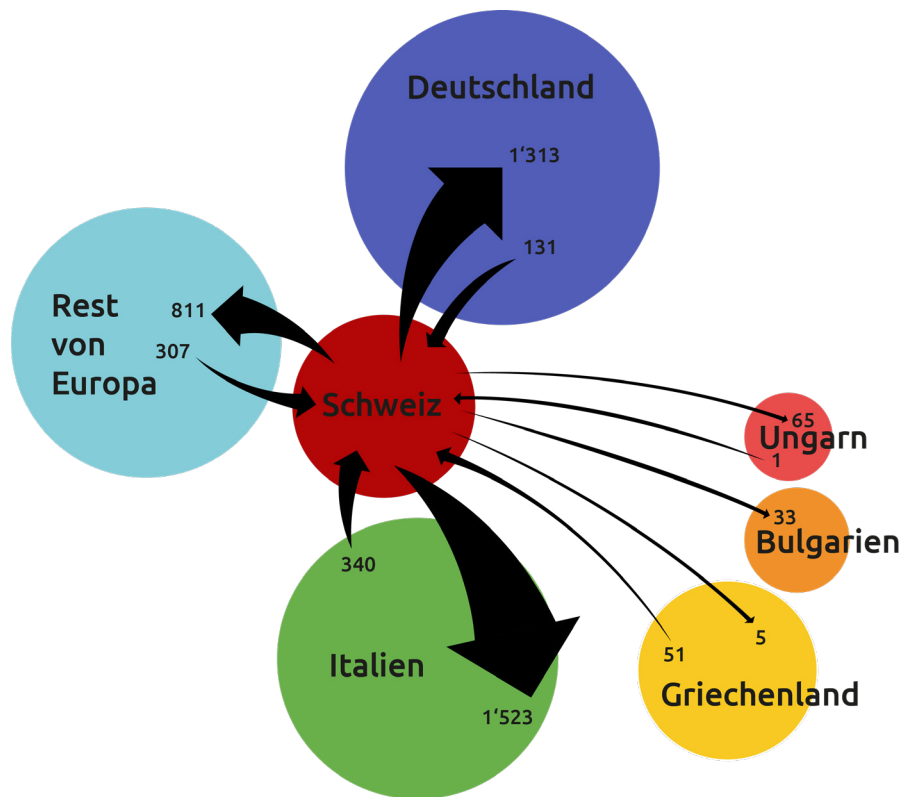 Deutschland
1‘313
131
Rest
von
Europa
811
307
Schweiz
65
Ungarn
1
33
Bulgarien
340
5
51
Italien
Griechenland
1‘523